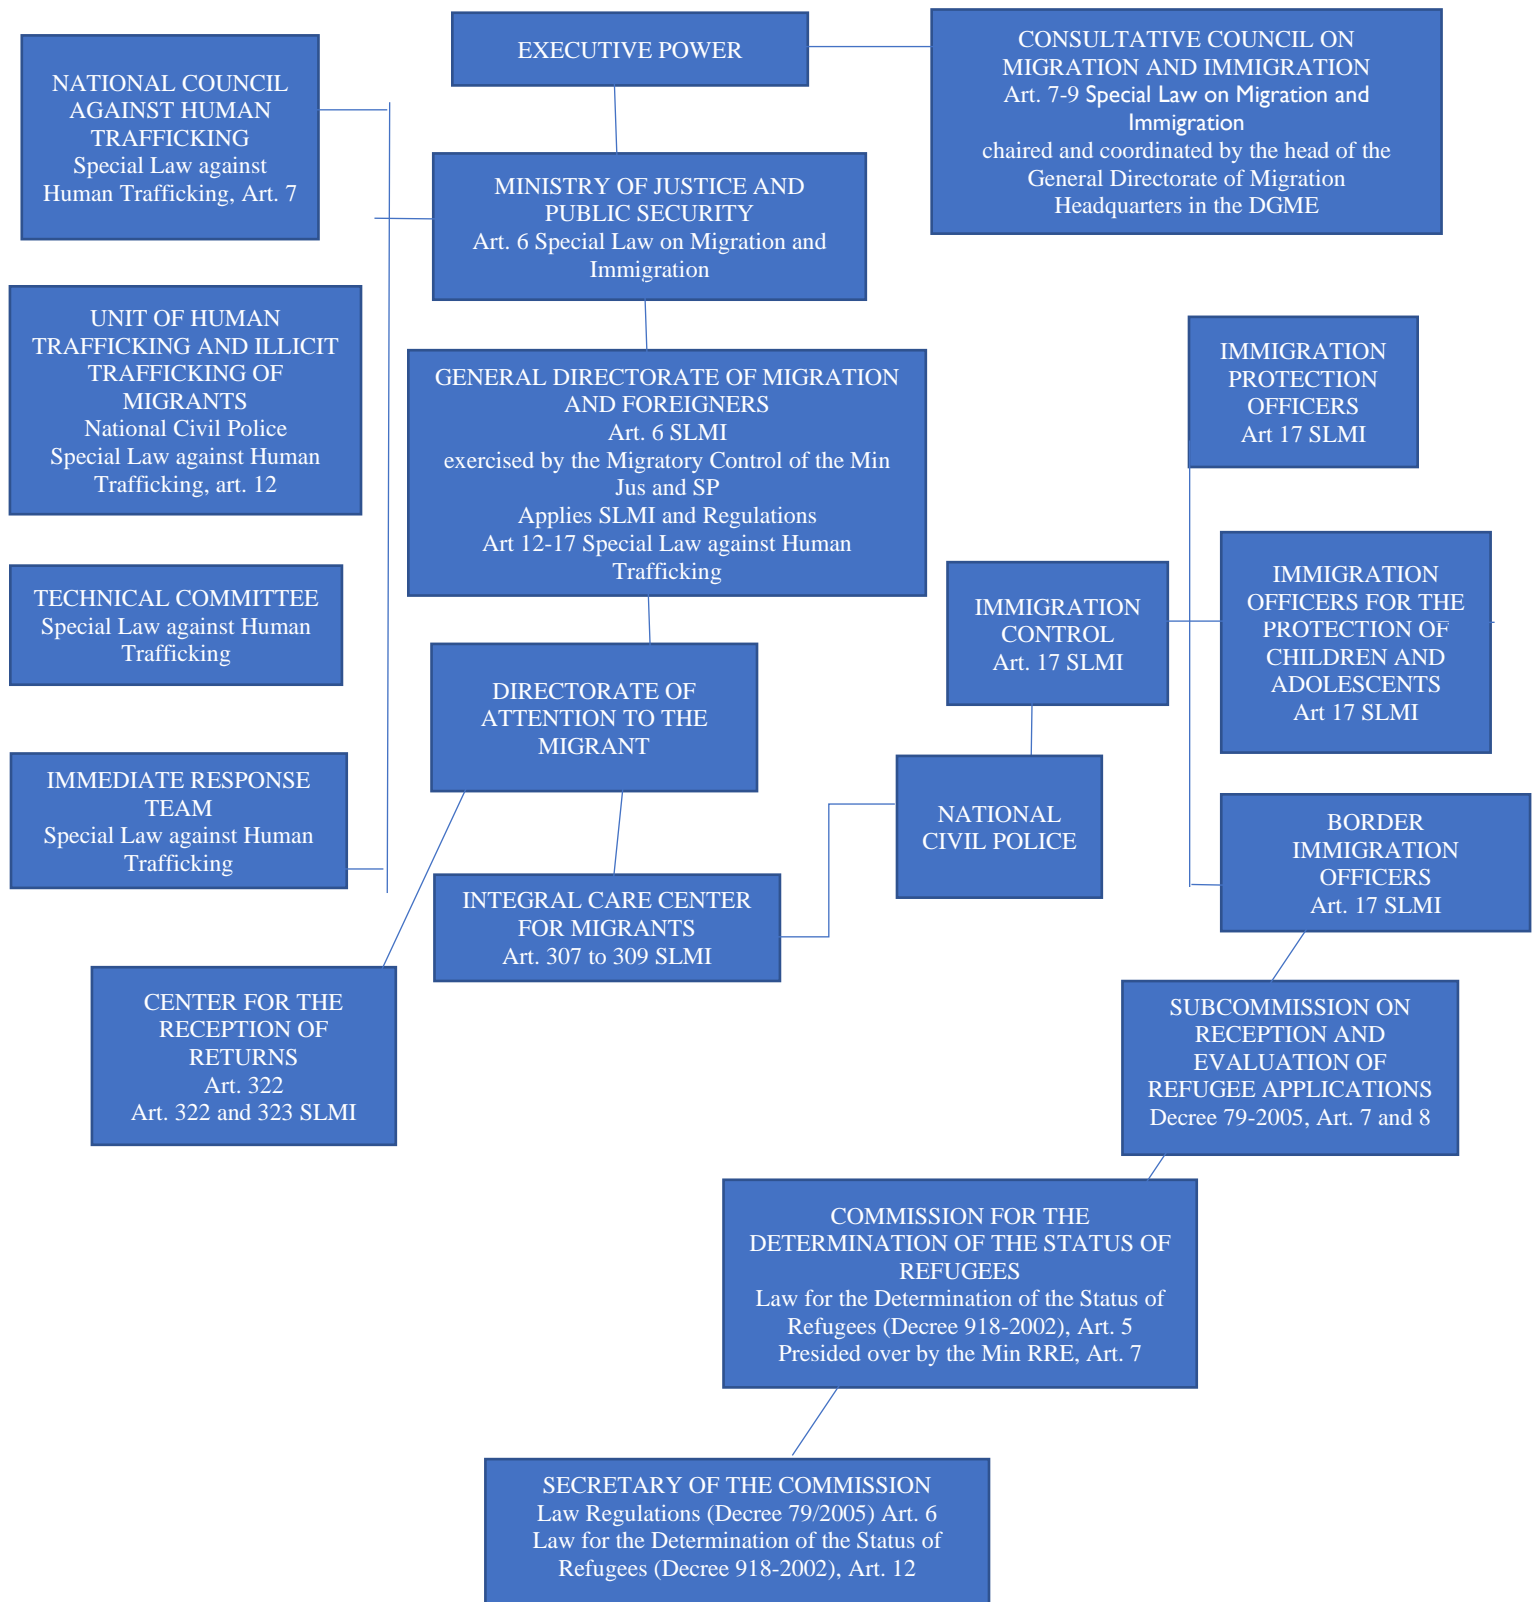 EXECUTIVE POWER
CONSULTATIVE COUNCIL ON
MIGRATION AND IMMIGRATION
Art. 7-9 Special Law on Migration and
Immigration
chaired and coordinated by the head of the
General Directorate of Migration
Headquarters in the DGME
NATIONAL COUNCIL
AGAINST HUMAN
TRAFFICKING
Special Law against
Human Trafficking, Art. 7
MINISTRY OF JUSTICE AND
PUBLIC SECURITY
Art. 6 Special Law on Migration and
Immigration
UNIT OF HUMAN
TRAFFICKING AND ILLICIT
TRAFFICKING OF
MIGRANTS
National Civil Police
Special Law against Human
Trafficking, art. 12
GENERAL DIRECTORATE OF MIGRATION
AND FOREIGNERS
Art. 6 SLMI
exercised by the Migratory Control of the Min
Jus and SP
Applies SLMI and Regulations
Art 12-17 Special Law against Human
Trafficking
IMMIGRATION
PROTECTION
OFFICERS
Art 17 SLMI
TECHNICAL COMMITTEE
Special Law against Human
Trafficking
IMMIGRATION
CONTROL
Art. 17 SLMI
IMMIGRATION
OFFICERS FOR THE
PROTECTION OF
CHILDREN AND
ADOLESCENTS
Art 17 SLMI
DIRECTORATE OF
ATTENTION TO THE
MIGRANT
IMMEDIATE RESPONSE
TEAM
Special Law against Human
Trafficking
NATIONAL
CIVIL POLICE
BORDER
IMMIGRATION
OFFICERS
Art. 17 SLMI
INTEGRAL CARE CENTER
FOR MIGRANTS
Art. 307 to 309 SLMI
CENTER FOR THE
RECEPTION OF
RETURNS
Art. 322
Art. 322 and 323 SLMI
SUBCOMMISSION ON
RECEPTION AND
EVALUATION OF
REFUGEE APPLICATIONS
Decree 79-2005, Art. 7 and 8
COMMISSION FOR THE
DETERMINATION OF THE STATUS OF
REFUGEES
Law for the Determination of the Status of
Refugees (Decree 918-2002), Art. 5
Presided over by the Min RRE, Art. 7
SECRETARY OF THE COMMISSION
Law Regulations (Decree 79/2005) Art. 6
Law for the Determination of the Status of
Refugees (Decree 918-2002), Art. 12